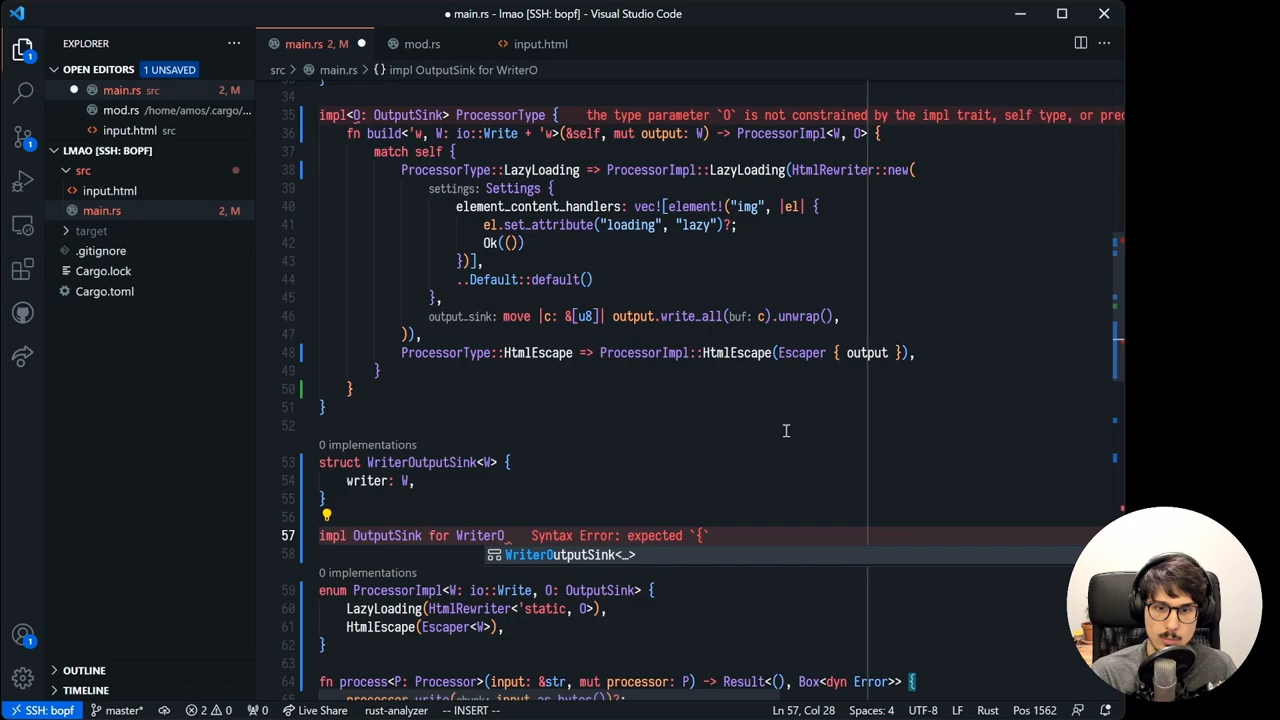 ● main.rs - lmao [SSH: bopf] - Visual Studio Code
EXPLORER
main.rs 2, M
mod.rs
input.html
OPEN EDITORS 1 UNSAVED
src > main.rs > {} impl OutputSink for WriterO
main.rs src 2, M
mod.rs /home/amos/.cargo/...
input.html src
LMAO [SSH: BOPF]
src
input.html
main.rs 2, M
target
.gitignore
Cargo.lock
Cargo.toml
34
35 impl<O: OutputSink> ProcessorType { the type parameter `O` is not constrained by the impl trait, self type, or pred
36 fn build<'w, W: io::Write + 'w>(&self, mut output: W) -> ProcessorImpl<W, O> {
37 match self {
38 ProcessorType::LazyLoading => ProcessorImpl::LazyLoading(HtmlRewriter::new(
39 settings: Settings {
40 element_content_handlers: vec![element!("img", |el| {
41 el.set_attribute("loading", "lazy")?;
42 Ok(())
43 })],
44 ..Default::default()
45 },
46 output_sink: move |c: &[u8]| output.write_all(buf: c).unwrap(),
47 )),
48 ProcessorType::HtmlEscape => ProcessorImpl::HtmlEscape(Escaper { output }),
49 }
50 }
51 }
52
0 implementations
53 struct WriterOutputSink<W> {
54 writer: W,
55 }
56
57 impl OutputSink for WriterO Syntax Error: expected `{`
58 WriterOutputSink<…>
0 implementations
59 enum ProcessorImpl<W: io::Write, O: OutputSink> {
60 LazyLoading(HtmlRewriter<'static, O>),
61 HtmlEscape(Escaper<W>),
62 }
63
64 fn process<P: Processor>(input: &str, mut processor: P) -> Result<(), Box<dyn Error>> {
65 processor.write(chunk: input.as_bytes())?;
OUTLINE
TIMELINE
SSH: bopf master* 2 0 0 Live Share rust-analyzer -- INSERT -- Ln 57, Col 28 Spaces: 4 UTF-8 LF Rust Pos 1562